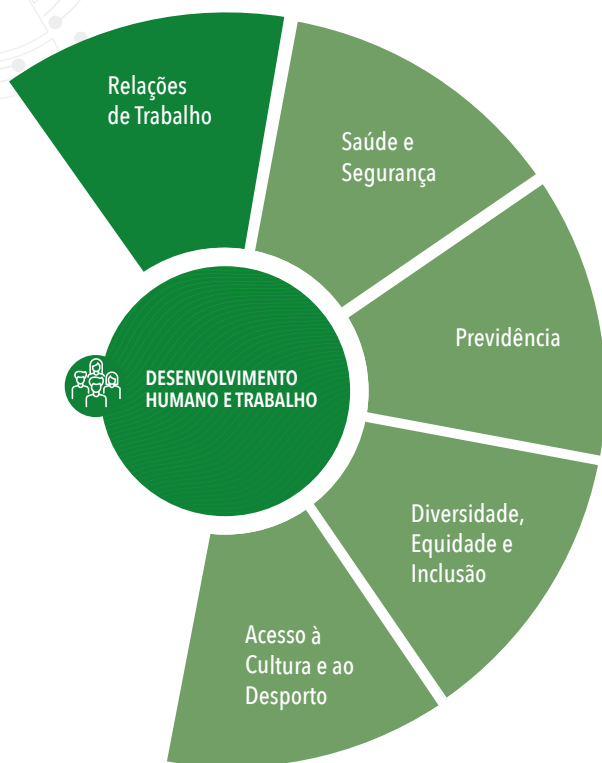 Relações
de Trabalho
Saúde e
Segurança
Previdência
DESENVOLVIMENTO
HUMANO E TRABALHO
Diversidade,
Equidade e
Inclusão
Acesso à
Cultura e ao
Desporto